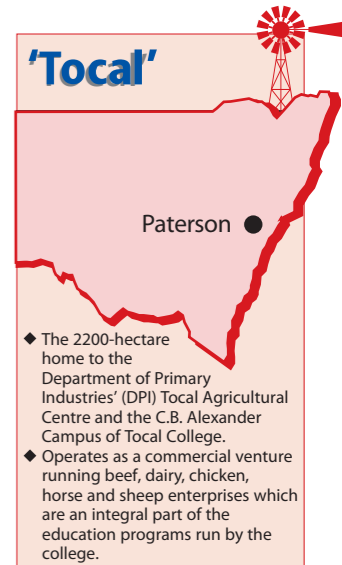 'Tocal'
Paterson
◆ The 2200-hectare
home to the
Department of Primary
Industries' (DPI) Tocal Agricultural
Centre and the C.B. Alexander
Campus of Tocal College.
◆ Operates as a commercial venture
running beef, dairy, chicken,
horse and sheep enterprises which
are an integral part of the
education programs run by the
college.